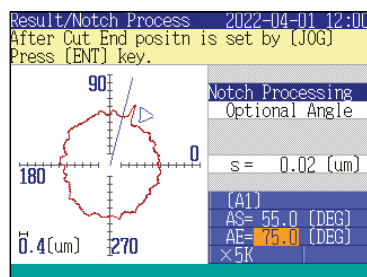 Result/Notch Process 2022-04-01 12:00
After Cut End positn is set by [JOG]
Press [ENT] key.
90
Notch Processing
Optional Angle
0
180
s = 0.02 (um)
(A1)
AS= 55.0 [DEG]
AE= 75.0 [DEG]
0.4(um)
270
×5K